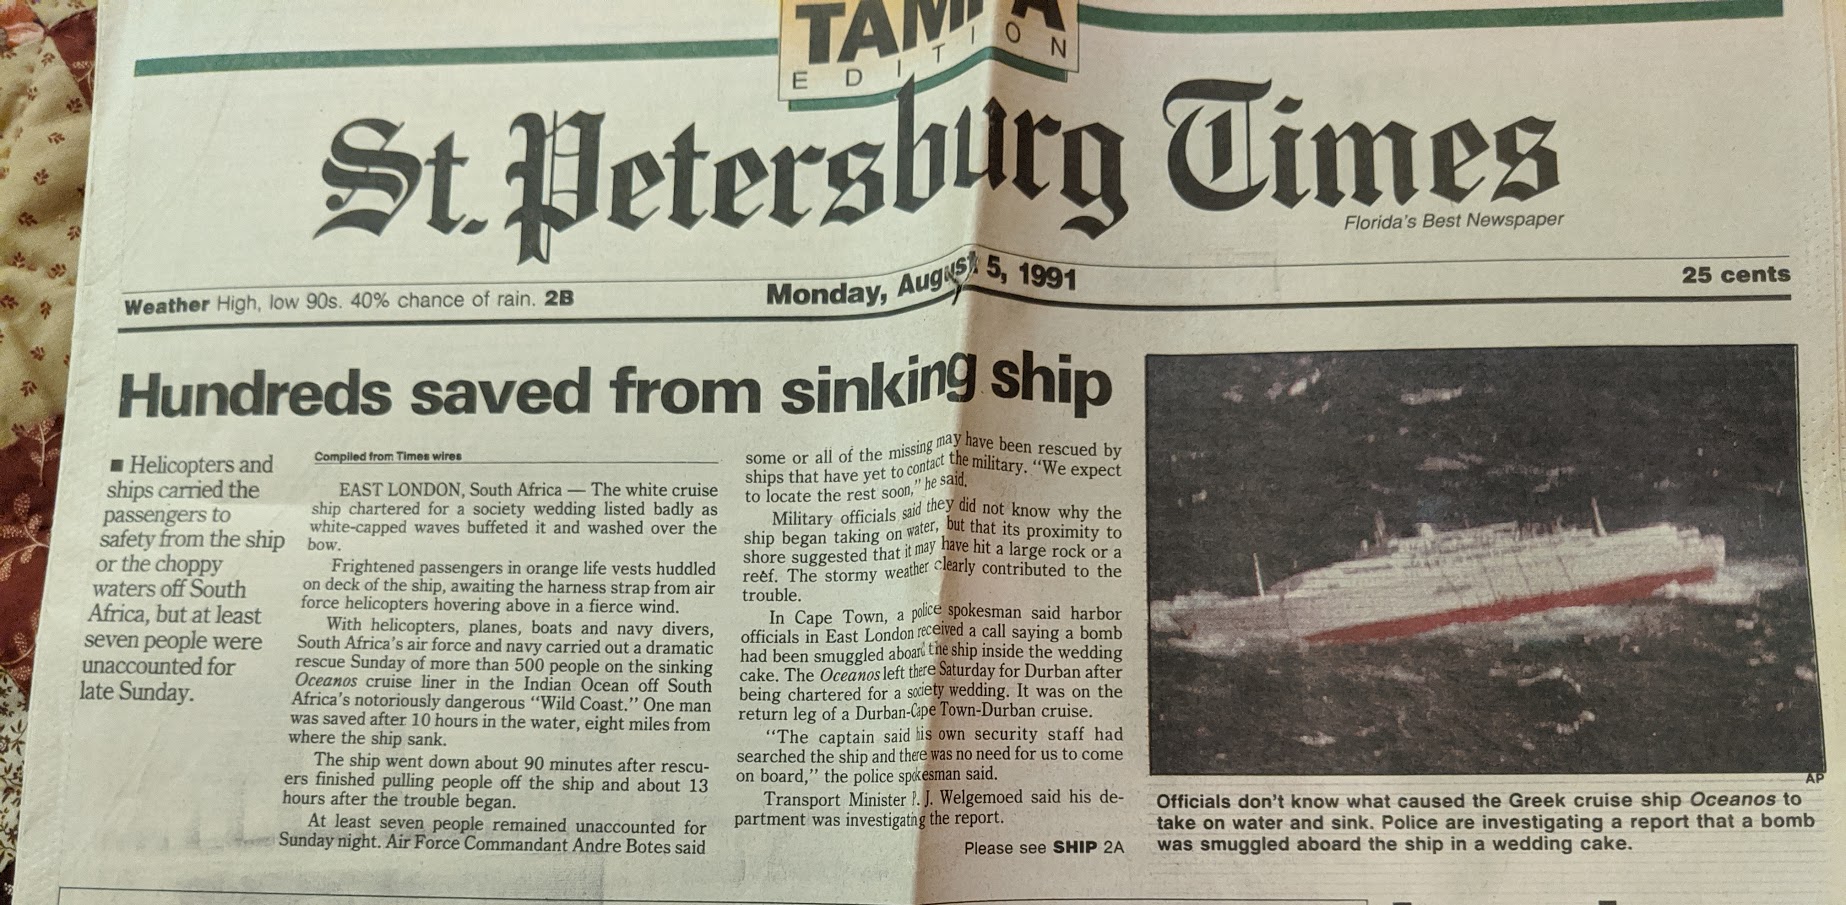 TAMPA
EDITION
St. Petersburg Times
Florida's Best Newspaper
Weather High, low 90s. 40% chance of rain. 2B
Monday, August 5, 1991
25 cents
Hundreds saved from sinking ship
■ Helicopters and
ships carried the
passengers to
safety from the ship
or the choppy
waters off South
Africa, but at least
seven people were
unaccounted for
late Sunday.
Compiled from Times wires
EAST LONDON, South Africa — The white cruise
ship chartered for a society wedding listed badly as
white-capped waves buffeted it and washed over the
bow.
Frightened passengers in orange life vests huddled
on deck of the ship, awaiting the harness strap from air
force helicopters hovering above in a fierce wind.
With helicopters, planes, boats and navy divers,
South Africa's air force and navy carried out a dramatic
rescue Sunday of more than 500 people on the sinking
Oceanos cruise liner in the Indian Ocean off South
Africa's notoriously dangerous "Wild Coast." One man
was saved after 10 hours in the water, eight miles from
where the ship sank.
The ship went down about 90 minutes after rescu-
ers finished pulling people off the ship and about 13
hours after the trouble began.
At least seven people remained unaccounted for
Sunday night. Air Force Commandant Andre Botes said
some or all of the missing may have been rescued by
ships that have yet to contact the military. "We expect
to locate the rest soon," he said.
Military officials said they did not know why the
ship began taking on water, but that its proximity to
shore suggested that it may have hit a large rock or a
reef. The stormy weather clearly contributed to the
trouble.
In Cape Town, a police spokesman said harbor
officials in East London received a call saying a bomb
had been smuggled aboard the ship inside the wedding
cake. The Oceanos left there Saturday for Durban after
being chartered for a society wedding. It was on the
return leg of a Durban-Cape Town-Durban cruise.
"The captain said his own security staff had
searched the ship and there was no need for us to come
on board," the police spokesman said.
Transport Minister P. J. Welgemoed said his de-
partment was investigating the report.
Please see SHIP 2A
AP
Officials don't know what caused the Greek cruise ship Oceanos to
take on water and sink. Police are investigating a report that a bomb
was smuggled aboard the ship in a wedding cake.